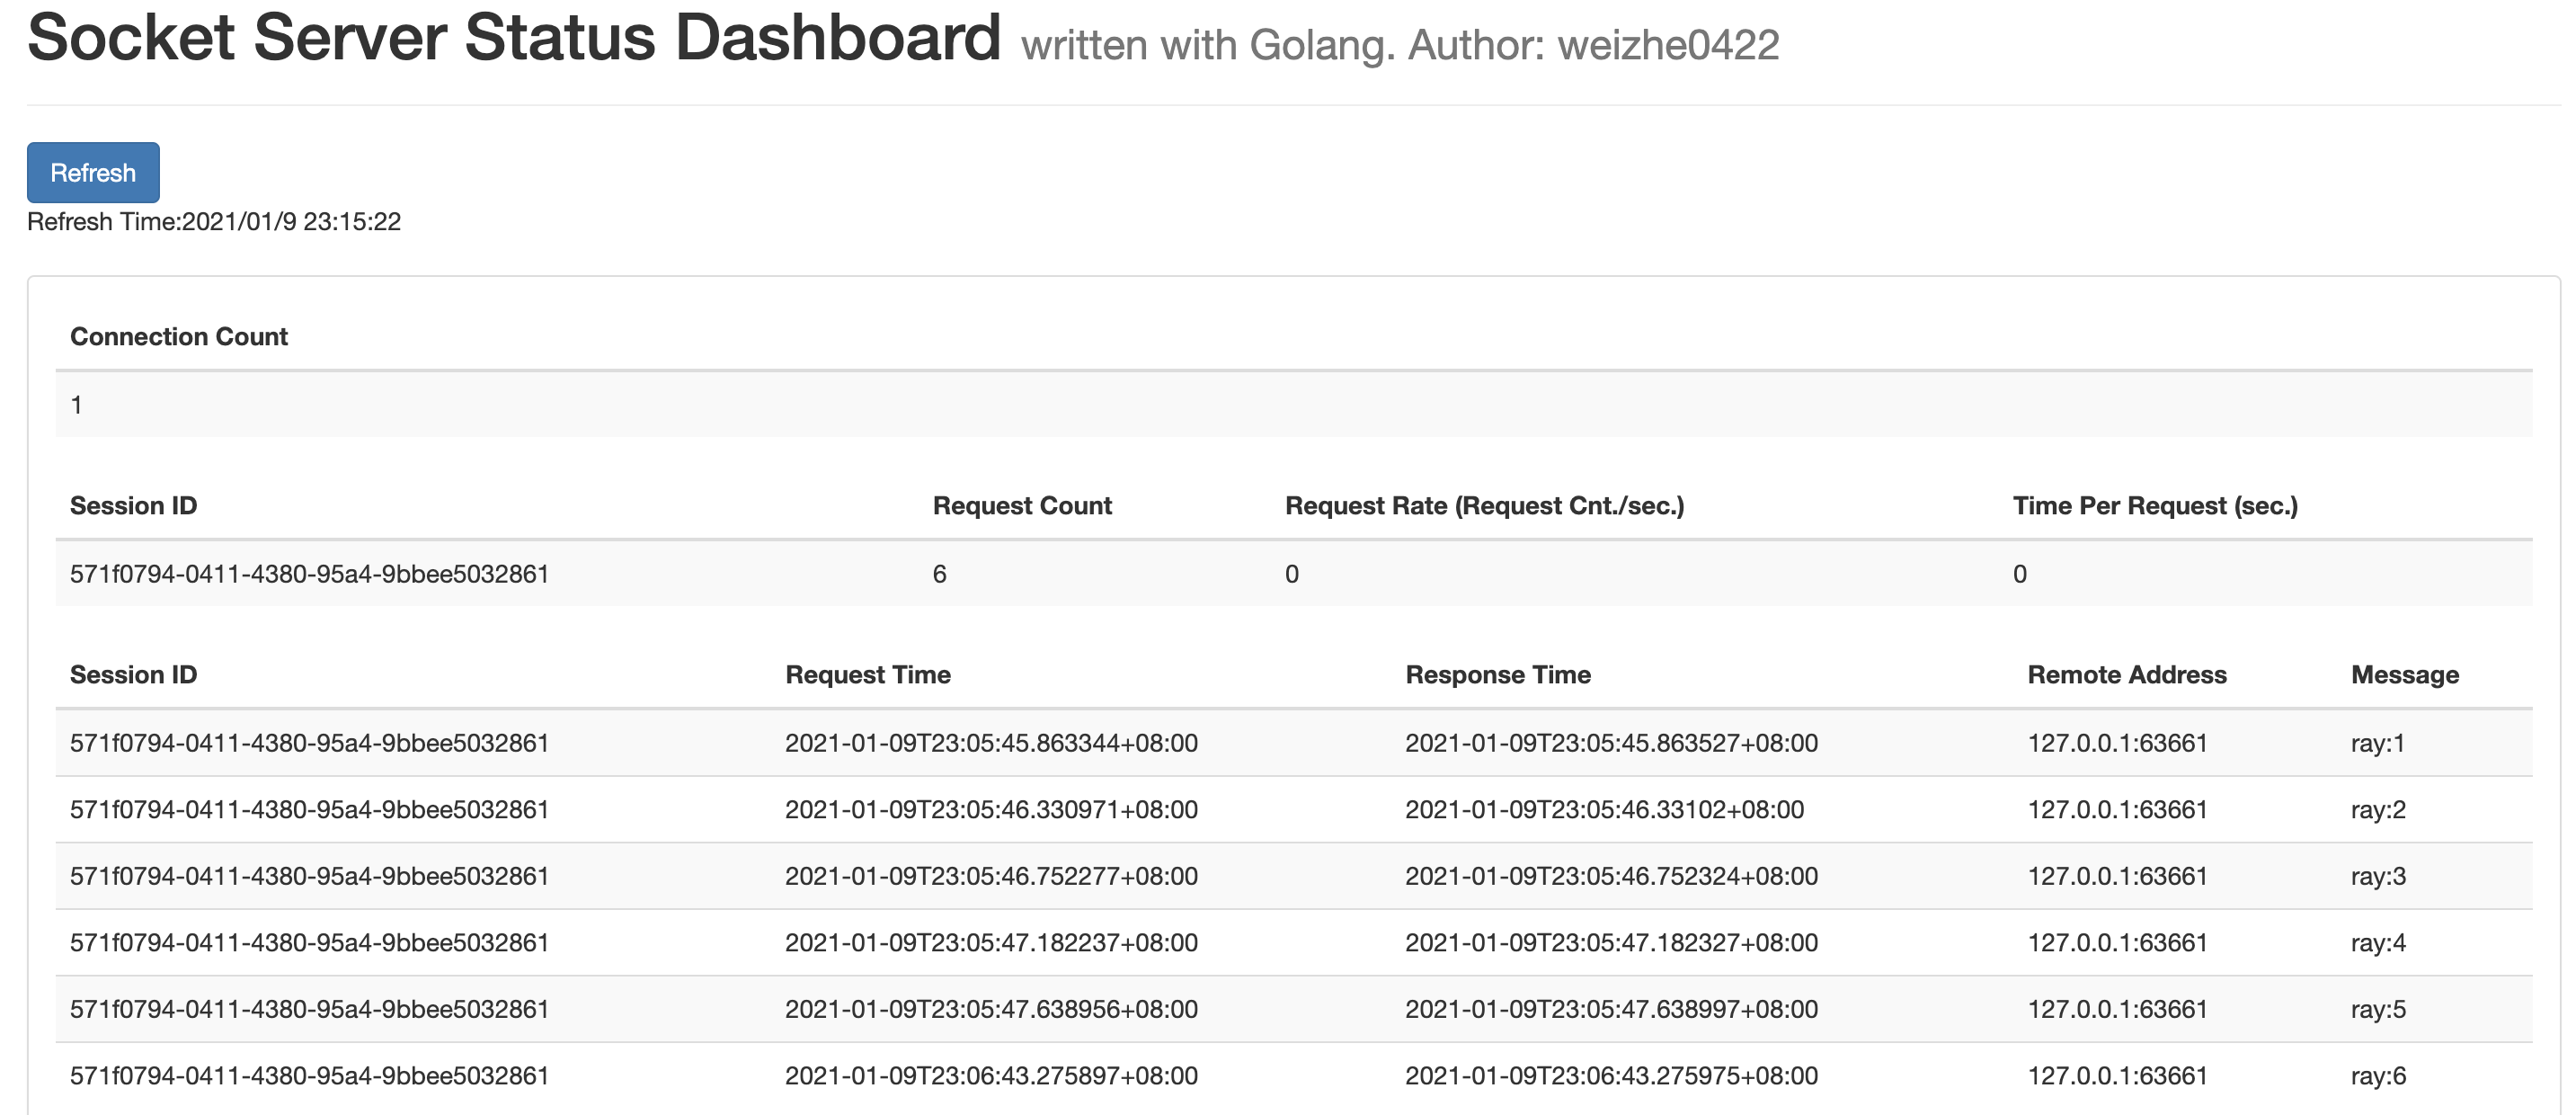 Socket Server Status Dashboard written with Golang. Author: weizhe0422
Refresh
Refresh Time:2021/01/9 23:15:22
Connection Count
1
Session ID Request Count Request Rate (Request Cnt./sec.) Time Per Request (sec.)
571f0794-0411-4380-95a4-9bbee5032861 6 0 0
Session ID Request Time Response Time Remote Address Message
571f0794-0411-4380-95a4-9bbee5032861 2021-01-09T23:05:45.863344+08:00 2021-01-09T23:05:45.863527+08:00 127.0.0.1:63661 ray:1
571f0794-0411-4380-95a4-9bbee5032861 2021-01-09T23:05:46.330971+08:00 2021-01-09T23:05:46.33102+08:00 127.0.0.1:63661 ray:2
571f0794-0411-4380-95a4-9bbee5032861 2021-01-09T23:05:46.752277+08:00 2021-01-09T23:05:46.752324+08:00 127.0.0.1:63661 ray:3
571f0794-0411-4380-95a4-9bbee5032861 2021-01-09T23:05:47.182237+08:00 2021-01-09T23:05:47.182327+08:00 127.0.0.1:63661 ray:4
571f0794-0411-4380-95a4-9bbee5032861 2021-01-09T23:05:47.638956+08:00 2021-01-09T23:05:47.638997+08:00 127.0.0.1:63661 ray:5
571f0794-0411-4380-95a4-9bbee5032861 2021-01-09T23:06:43.275897+08:00 2021-01-09T23:06:43.275975+08:00 127.0.0.1:63661 ray:6